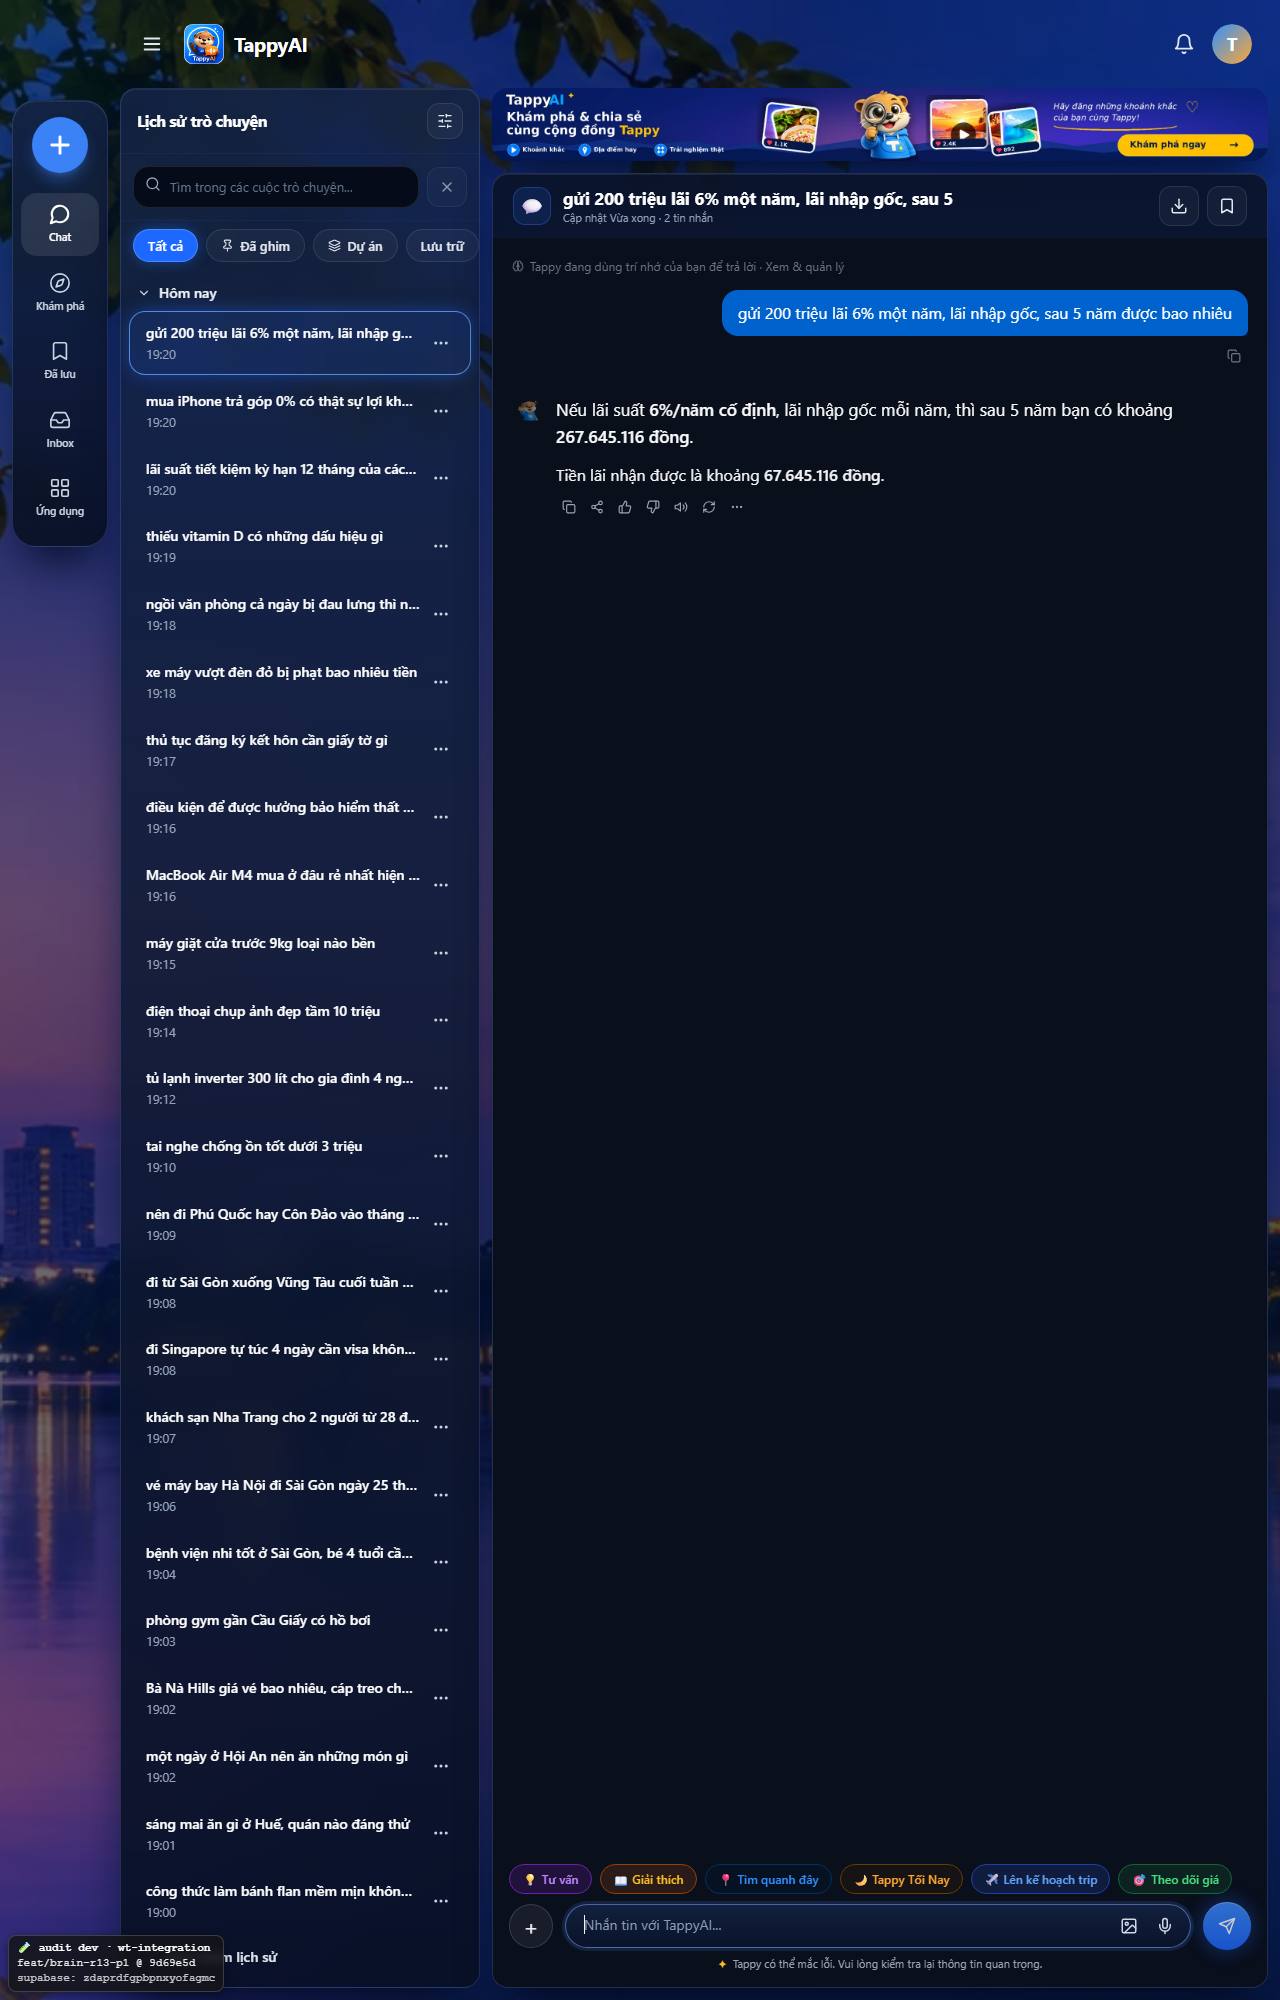 TappyAI
T
Chat
Khám phá
Đã lưu
Inbox
Ứng dụng
Lịch sử trò chuyện
Tìm trong các cuộc trò chuyện...
Tất cả
Đã ghim
Dự án
Lưu trữ
Hôm nay
gửi 200 triệu lãi 6% một năm, lãi nhập g...
19:20
mua iPhone trả góp 0% có thật sự lợi kh...
19:20
lãi suất tiết kiệm kỳ hạn 12 tháng của các...
19:20
thiếu vitamin D có những dấu hiệu gì
19:19
ngồi văn phòng cả ngày bị đau lưng thì n...
19:18
xe máy vượt đèn đỏ bị phạt bao nhiêu tiền
19:18
thủ tục đăng ký kết hôn cần giấy tờ gì
19:17
điều kiện để được hưởng bảo hiểm thất ...
19:16
MacBook Air M4 mua ở đâu rẻ nhất hiện ...
19:16
máy giặt cửa trước 9kg loại nào bền
19:15
điện thoại chụp ảnh đẹp tầm 10 triệu
19:14
tủ lạnh inverter 300 lít cho gia đình 4 ng...
19:12
tai nghe chống ồn tốt dưới 3 triệu
19:10
nên đi Phú Quốc hay Côn Đảo vào tháng ...
19:09
đi từ Sài Gòn xuống Vũng Tàu cuối tuần ...
19:08
đi Singapore tự túc 4 ngày cần visa khôn...
19:08
khách sạn Nha Trang cho 2 người từ 28 đ...
19:07
vé máy bay Hà Nội đi Sài Gòn ngày 25 th...
19:06
bệnh viện nhi tốt ở Sài Gòn, bé 4 tuổi cầ...
19:04
phòng gym gần Cầu Giấy có hồ bơi
19:03
Bà Nà Hills giá vé bao nhiêu, cáp treo ch...
19:02
một ngày ở Hội An nên ăn những món gì
19:02
sáng mai ăn gì ở Huế, quán nào đáng thử
19:01
công thức làm bánh flan mềm mịn khôn...
19:00
m lịch sử
audit dev · wt-integration
feat/brain-r13-p1 @ 9d69e5d
supabase: zdaprdfgpbpnxyofagmc
TappyAI
Khám phá & chia sẻ
cùng cộng đồng Tappy
Khoảnh khắc
Địa điểm hay
Trải nghiệm thật
1.1K
2.4K
892
Hãy đăng những khoảnh khắc
của bạn cùng Tappy!
Khám phá ngay →
gửi 200 triệu lãi 6% một năm, lãi nhập gốc, sau 5
Cập nhật Vừa xong · 2 tin nhắn
Tappy đang dùng trí nhớ của bạn để trả lời · Xem & quản lý
gửi 200 triệu lãi 6% một năm, lãi nhập gốc, sau 5 năm được bao nhiêu
Nếu lãi suất 6%/năm cố định, lãi nhập gốc mỗi năm, thì sau 5 năm bạn có khoảng
267.645.116 đồng.
Tiền lãi nhận được là khoảng 67.645.116 đồng.
Tư vấn
Giải thích
Tìm quanh đây
Tappy Tối Nay
Lên kế hoạch trip
Theo dõi giá
Nhắn tin với TappyAI...
Tappy có thể mắc lỗi. Vui lòng kiểm tra lại thông tin quan trọng.